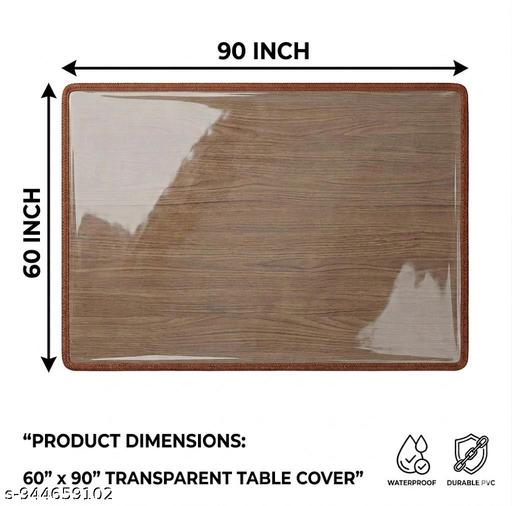 90 INCH
60 INCH
“PRODUCT DIMENSIONS:
60” x 90” TRANSPARENT TABLE COVER”
WATERPROOF
DURABLE PVC
s-944659102